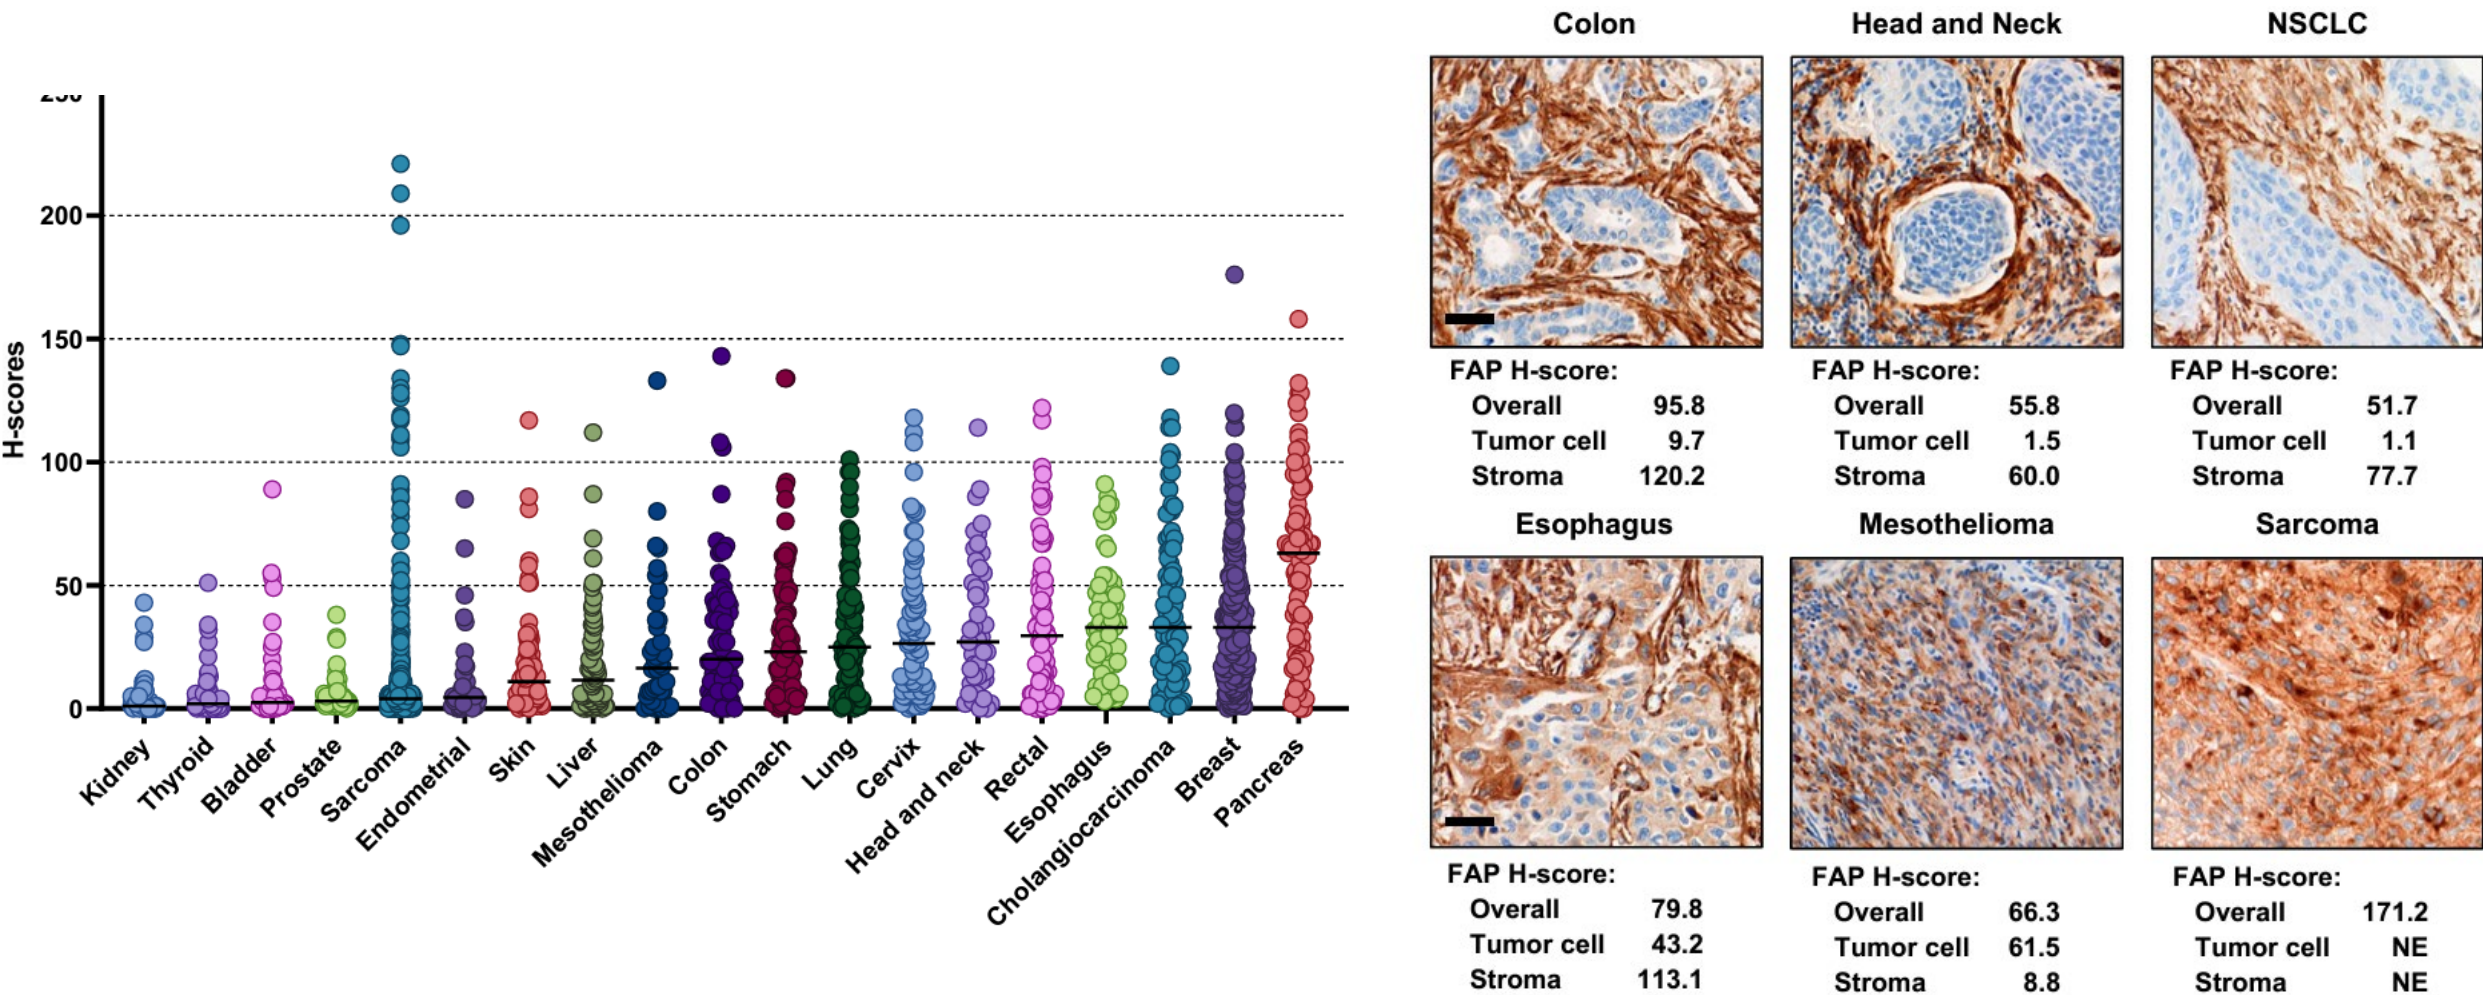 H-scores
250
200
150
100
50
0
Kidney
Thyroid
Bladder
Prostate
Sarcoma
Endometrial
Skin
Liver
Mesothelioma
Colon
Stomach
Lung
Cervix
Head and neck
Rectal
Esophagus
Cholangiocarcinoma
Breast
Pancreas
Colon
FAP H-score:
Overall 95.8
Tumor cell 9.7
Stroma 120.2
Head and Neck
FAP H-score:
Overall 55.8
Tumor cell 1.5
Stroma 60.0
NSCLC
FAP H-score:
Overall 51.7
Tumor cell 1.1
Stroma 77.7
Esophagus
FAP H-score:
Overall 79.8
Tumor cell 43.2
Stroma 113.1
Mesothelioma
FAP H-score:
Overall 66.3
Tumor cell 61.5
Stroma 8.8
Sarcoma
FAP H-score:
Overall 171.2
Tumor cell NE
Stroma NE